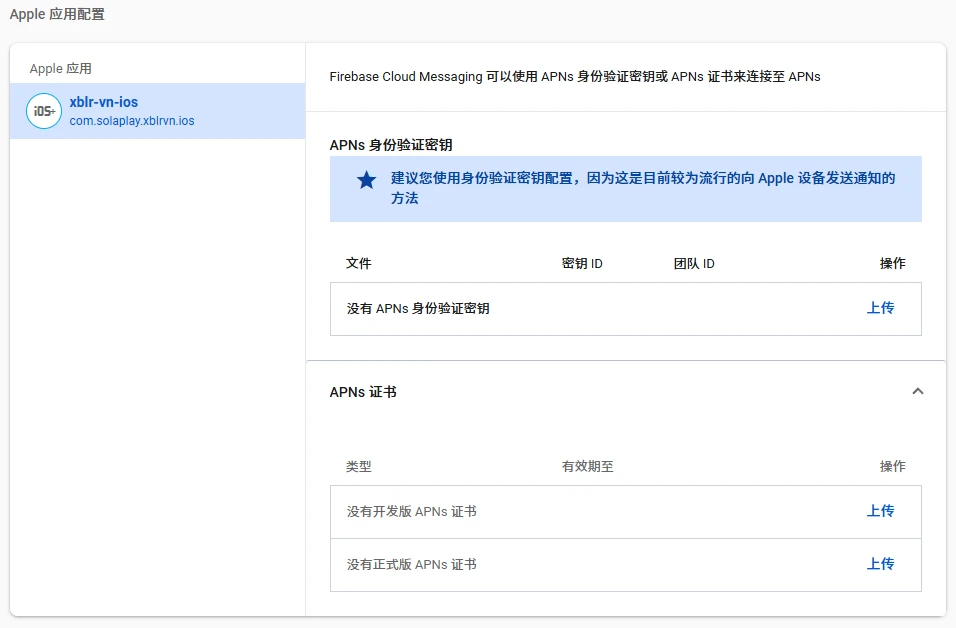 Apple 应用配置
Apple 应用
iOS+
xblr-vn-ios
com.solaplay.xblrvn.ios
Firebase Cloud Messaging 可以使用 APNs 身份验证密钥或 APNs 证书来连接至 APNs
APNs 身份验证密钥
建议您使用身份验证密钥配置，因为这是目前较为流行的向 Apple 设备发送通知的
方法
文件 密钥 ID 团队 ID 操作
没有 APNs 身份验证密钥 上传
APNs 证书
类型 有效期至 操作
没有开发版 APNs 证书 上传
没有正式版 APNs 证书 上传